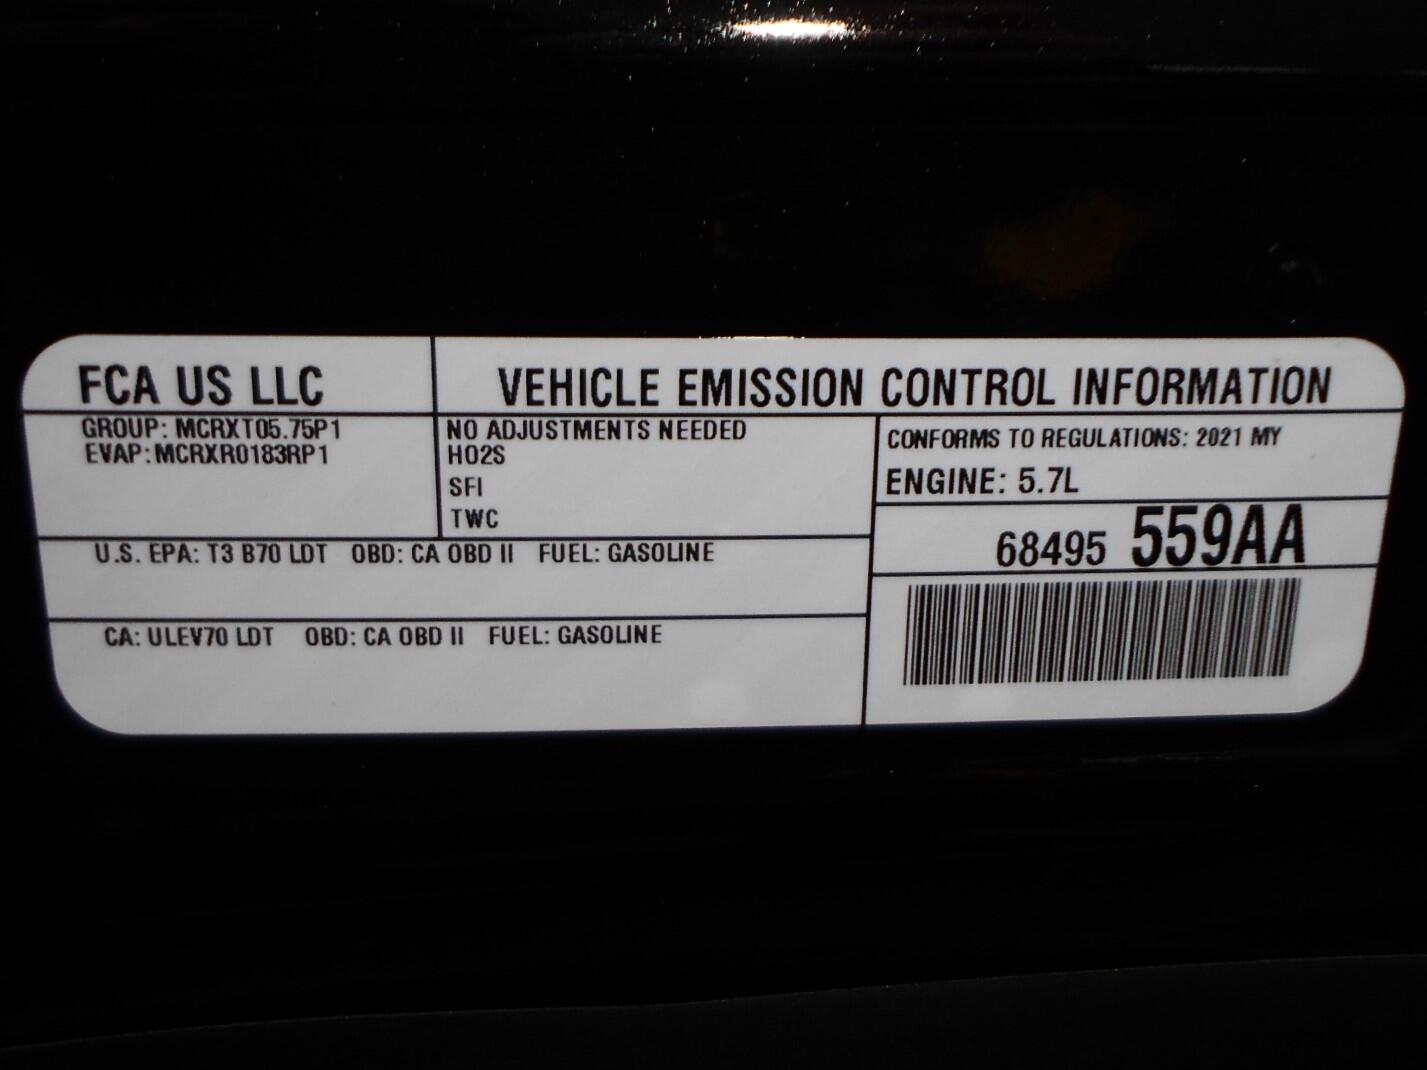 FCA US LLC
VEHICLE EMISSION CONTROL INFORMATION
GROUP: MCRXT05.75P1
EVAP: MCRXR0183RP1
NO ADJUSTMENTS NEEDED
HO2S
SFI
TWC
CONFORMS TO REGULATIONS: 2021 MY
ENGINE: 5.7L
68495 559AA
U.S. EPA: T3 B70 LDT OBD: CA OBD II FUEL: GASOLINE
CA: ULEV70 LDT OBD: CA OBD II FUEL: GASOLINE